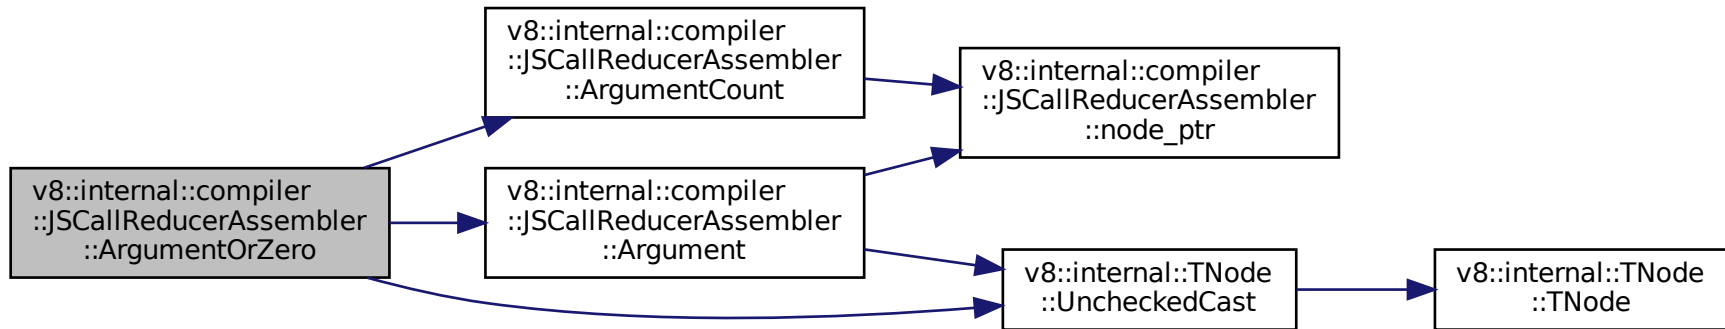 v8::internal::compiler
::JSCallReducerAssembler
::ArgumentOrZero
v8::internal::compiler
::JSCallReducerAssembler
::ArgumentCount
v8::internal::compiler
::JSCallReducerAssembler
::Argument
v8::internal::compiler
::JSCallReducerAssembler
::node_ptr
v8::internal::TNode
::UncheckedCast
v8::internal::TNode
::TNode